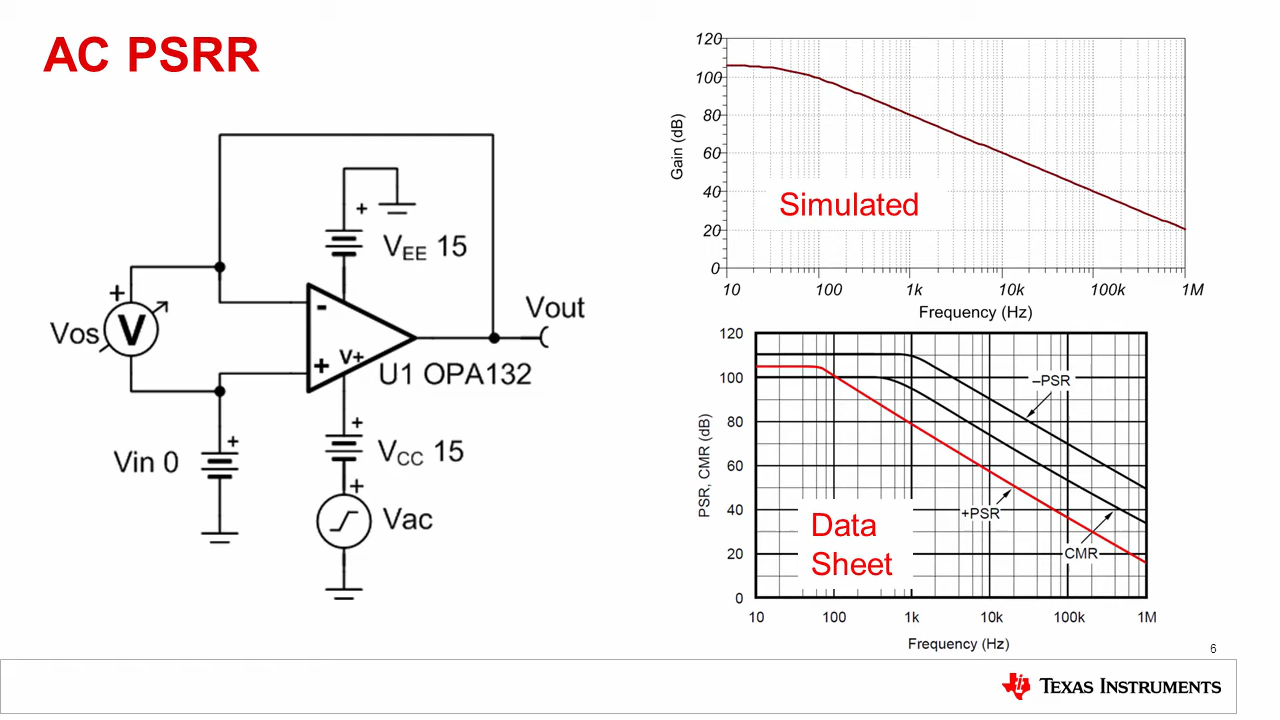 AC PSRR
+
V_EE 15
+
Vos
V
-
+
V+
U1 OPA132
Vout
+
Vin 0
+
V_CC 15
+
Vac
120
100
80
60
40
20
0
Gain (dB)
Simulated
10 100 1k 10k 100k 1M
Frequency (Hz)
120
100
80
60
40
20
0
PSR, CMR (dB)
–PSR
+PSR
CMR
Data
Sheet
10 100 1k 10k 100k 1M
Frequency (Hz)
6
TEXAS INSTRUMENTS